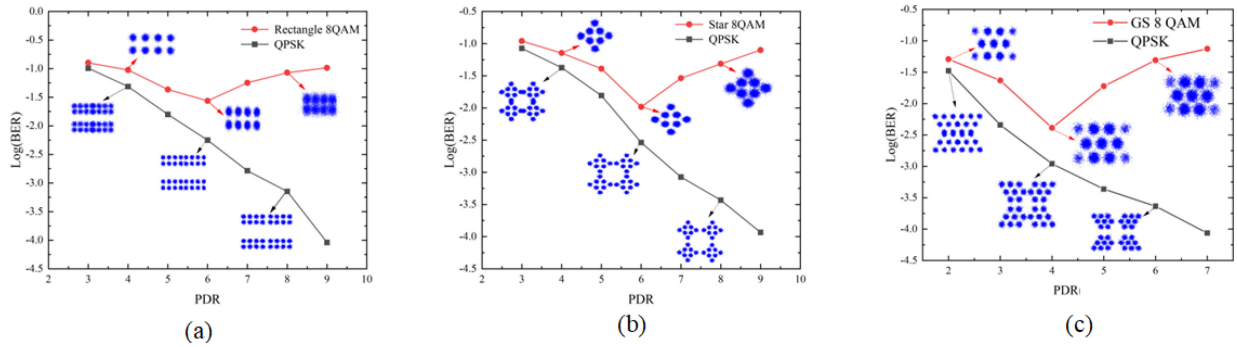 0.0
-0.5
-1.0
-1.5
-2.0
-2.5
-3.0
-3.5
-4.0
-4.5
Log(BER)
Rectangle 8QAM
QPSK
2 3 4 5 6 7 8 9 10
PDR
(a)
-0.5
-1.0
-1.5
-2.0
-2.5
-3.0
-3.5
-4.0
-4.5
Log(BER)
Star 8QAM
QPSK
2 3 4 5 6 7 8 9 10
PDR
(b)
-0.5
-1.0
-1.5
-2.0
-2.5
-3.0
-3.5
-4.0
-4.5
Log(BER)
GS 8 QAM
QPSK
2 3 4 5 6 7
PDR
(c)